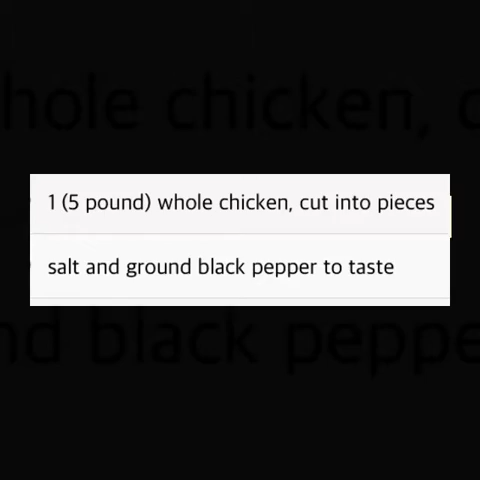 1 (5 pound) whole chicken, cut into pieces
salt and ground black pepper to taste